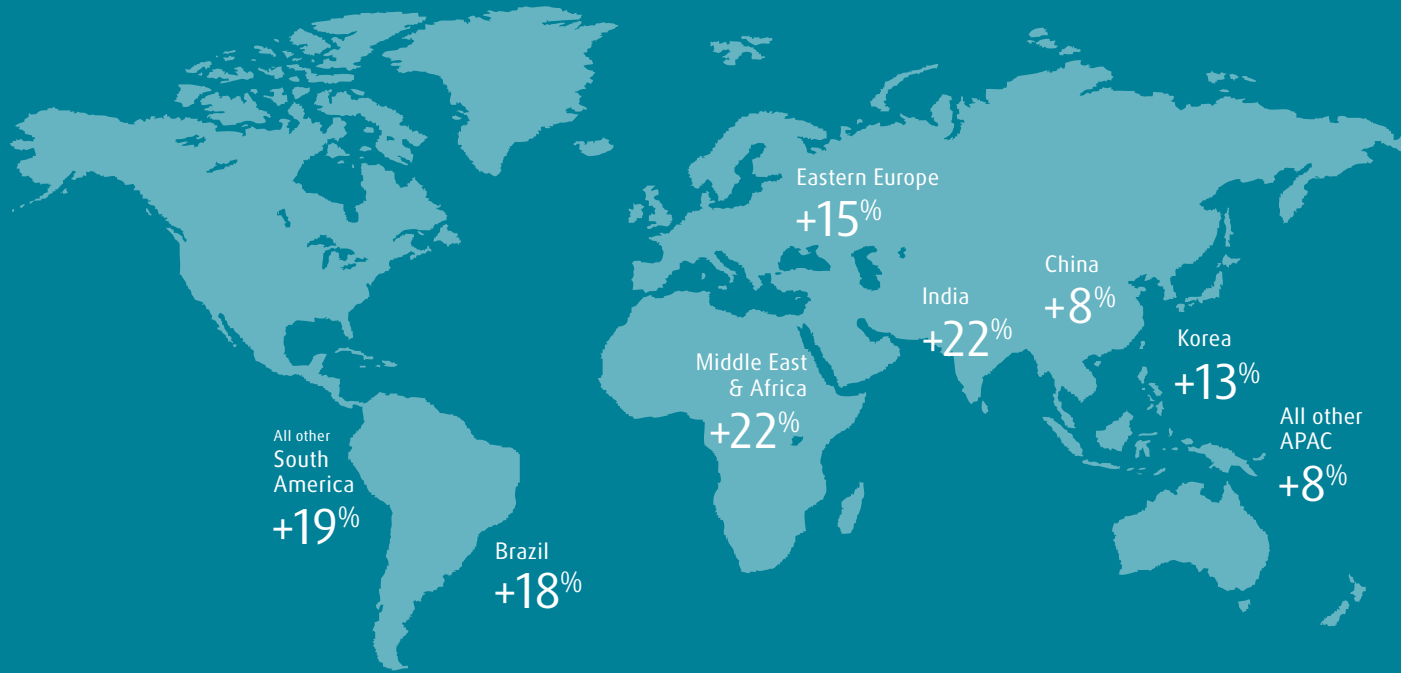 Eastern Europe
+15%
China
+8%
India
+22%
Korea
+13%
Middle East
& Africa
+22%
All other
APAC
+8%
All other
South
America
+19%
Brazil
+18%